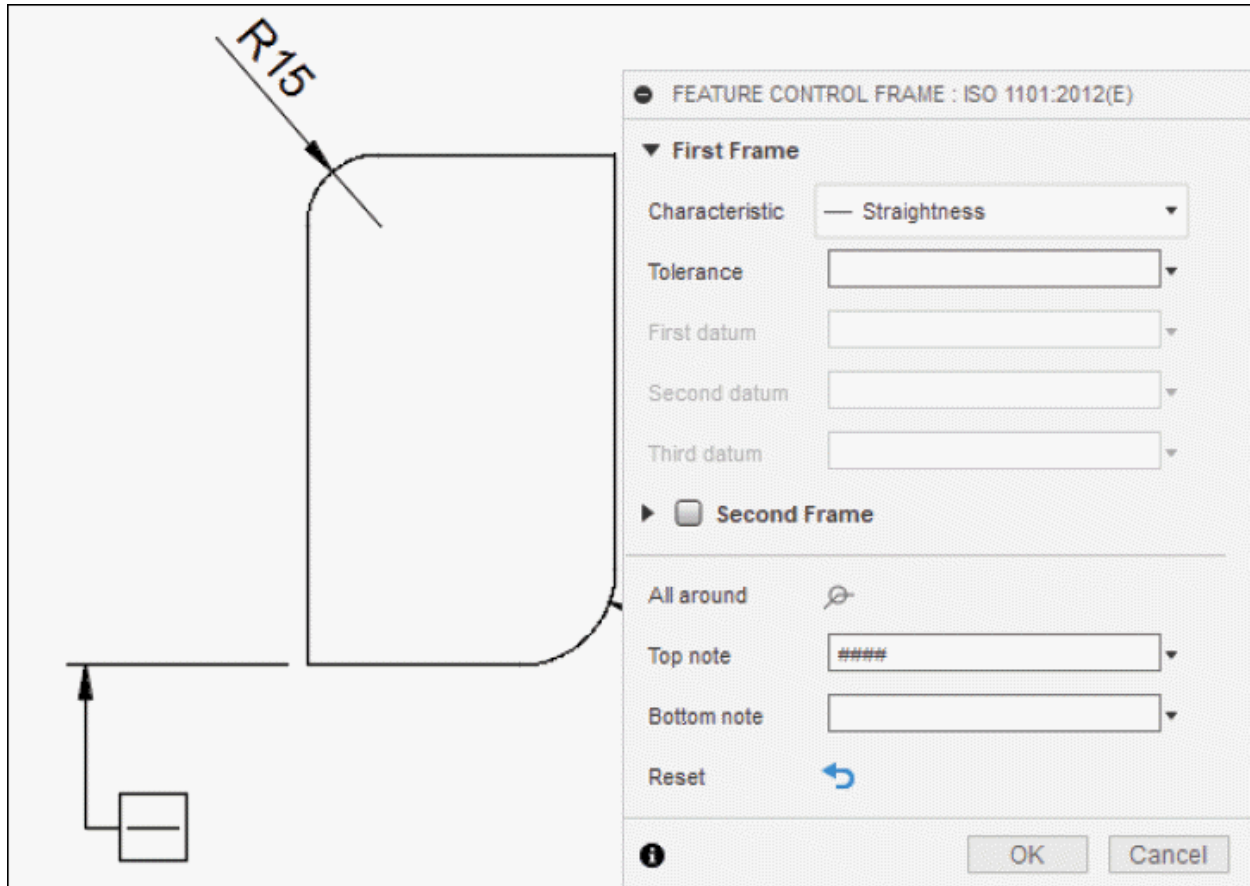 R15
FEATURE CONTROL FRAME : ISO 1101:2012(E)
First Frame
Characteristic
Straightness
Tolerance
First datum
Second datum
Third datum
Second Frame
All around
Top note
####
Bottom note
Reset
OK
Cancel